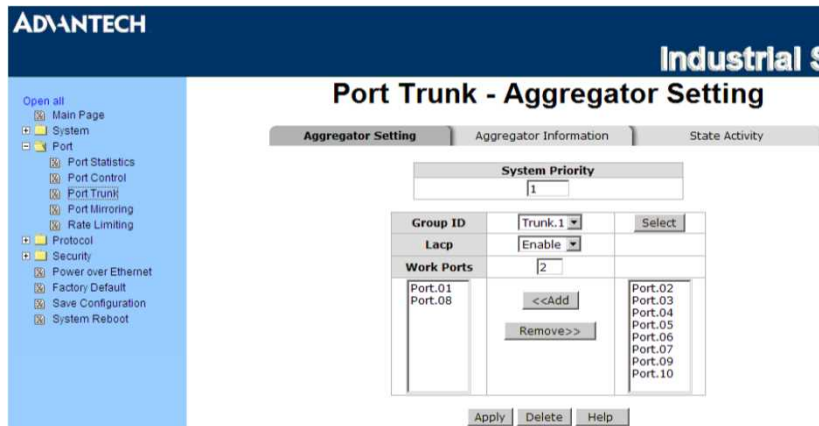 ADVANTECH
Industrial S
Open all
Main Page
System
Port
Port Statistics
Port Control
Port Trunk
Port Mirroring
Rate Limiting
Protocol
Security
Power over Ethernet
Factory Default
Save Configuration
System Reboot
Port Trunk - Aggregator Setting
Aggregator Setting Aggregator Information State Activity
System Priority
1
Group ID Trunk.1 Select
Lacp Enable
Work Ports 2
Port.01
Port.08
<<Add
Remove>>
Port.02
Port.03
Port.04
Port.05
Port.06
Port.07
Port.09
Port.10
Apply Delete Help